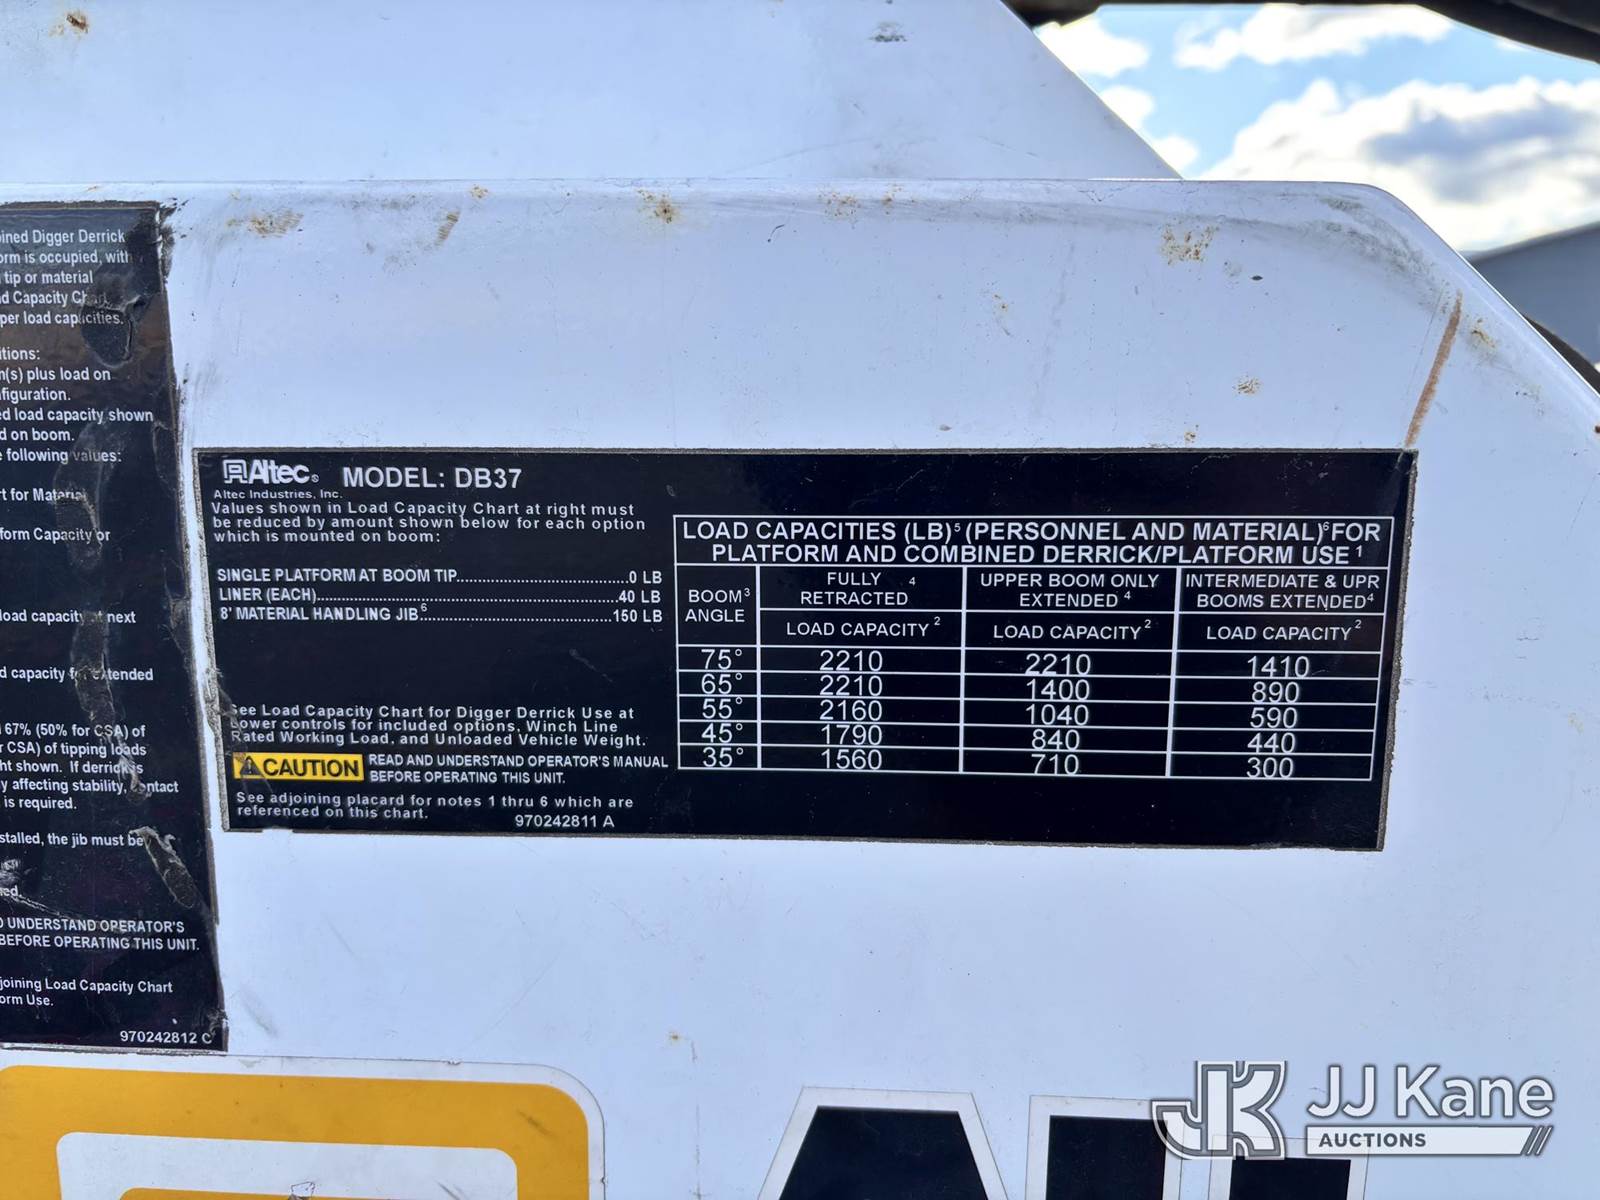 ined Digger Derrick
orm is occupied, with
tip or material
d Capacity
per load capacities.
itions:
n(s) plus load on
figuration.
ed load capacity shown
d on boom.
e following values:
rt for Material
form Capacity or
load capacity at next
d capacity for extended
67% (50% for CSA) of
r CSA) of tipping loads
ht shown. If derrick is
y affecting stability, contact
is required.
stalled, the jib must be
ned.
D UNDERSTAND OPERATOR'S
BEFORE OPERATING THIS UNIT.
joining Load Capacity Chart
orm Use.
970242812 C
Altec MODEL: DB37
Altec Industries, Inc.
Values shown in Load Capacity Chart at right must
be reduced by amount shown below for each option
which is mounted on boom:
SINGLE PLATFORM AT BOOM TIP........................................0 LB
LINER (EACH)........................................40 LB
8' MATERIAL HANDLING JIB⁶........................................150 LB
See Load Capacity Chart for Digger Derrick Use at
Lower controls for included options, Winch Line
Rated Working Load, and Unloaded Vehicle Weight.
CAUTION READ AND UNDERSTAND OPERATOR'S MANUAL
BEFORE OPERATING THIS UNIT.
See adjoining placard for notes 1 thru 6 which are
referenced on this chart.
970242811 A
LOAD CAPACITIES (LB)⁵ (PERSONNEL AND MATERIAL)⁶ FOR
PLATFORM AND COMBINED DERRICK/PLATFORM USE¹
BOOM³ ANGLE
FULLY RETRACTED⁴
UPPER BOOM ONLY EXTENDED⁴
INTERMEDIATE & UPR BOOMS EXTENDED⁴
LOAD CAPACITY² LOAD CAPACITY² LOAD CAPACITY²
75° 2210 2210 1410
65° 2210 1400 890
55° 2160 1040 590
45° 1790 840 440
35° 1560 710 300
JK JJ Kane
AUCTIONS